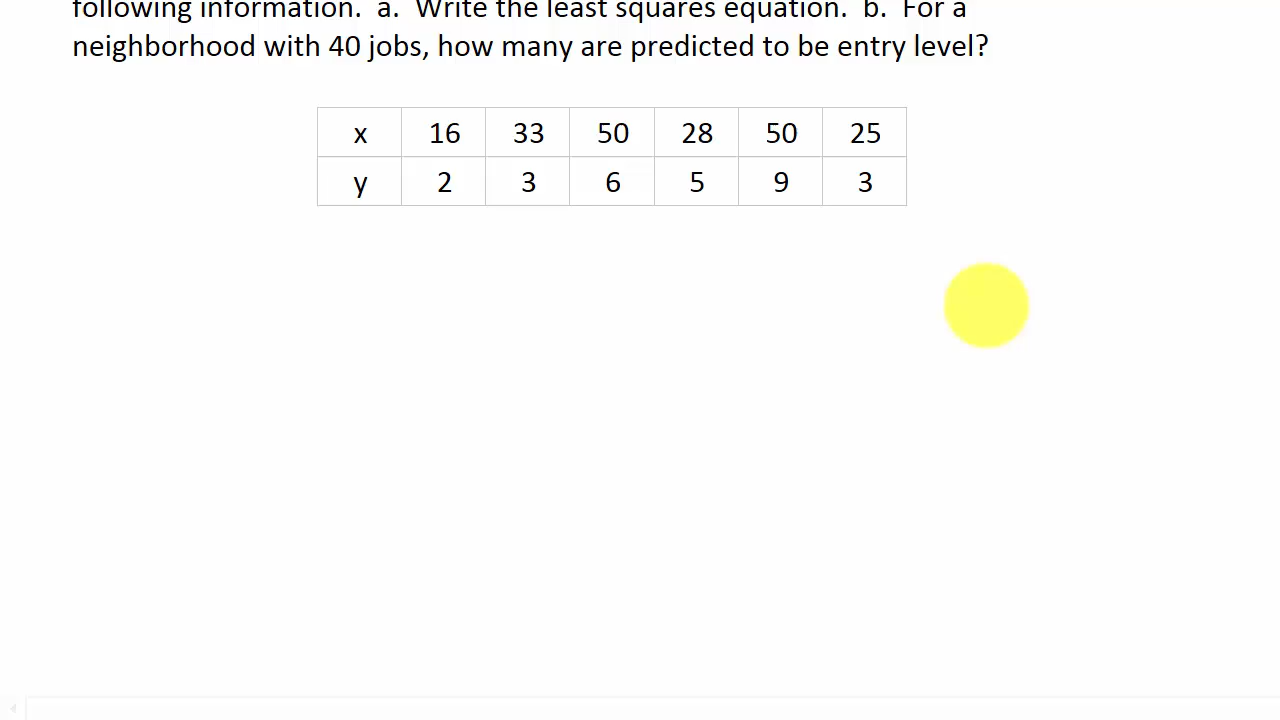 following information.  a.  Write the least squares equation.  b.  For a
neighborhood with 40 jobs, how many are predicted to be entry level?
x 16 33 50 28 50 25
y 2 3 6 5 9 3